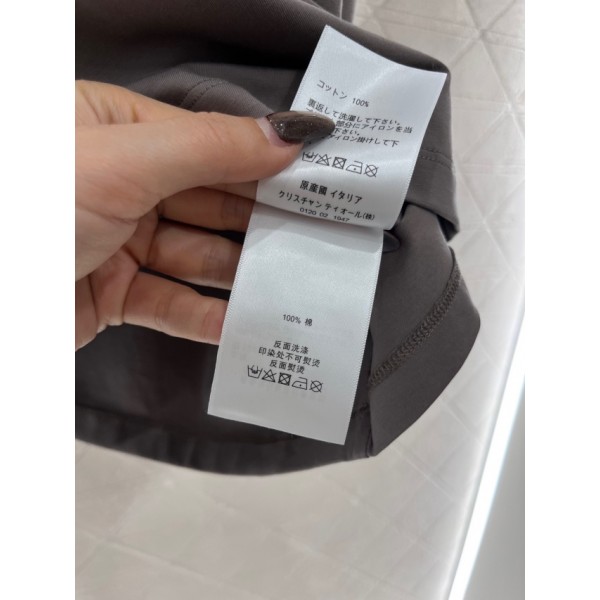 コットン 100%
裏返して洗濯して下さい。
部分にアイロンを当
下さい。
アイロン掛けして下
原産國 イタリア
クリスチャン ディオール(株)
0120 02 1947
100% 棉
反面洗涤
印染处不可熨烫
反面熨烫